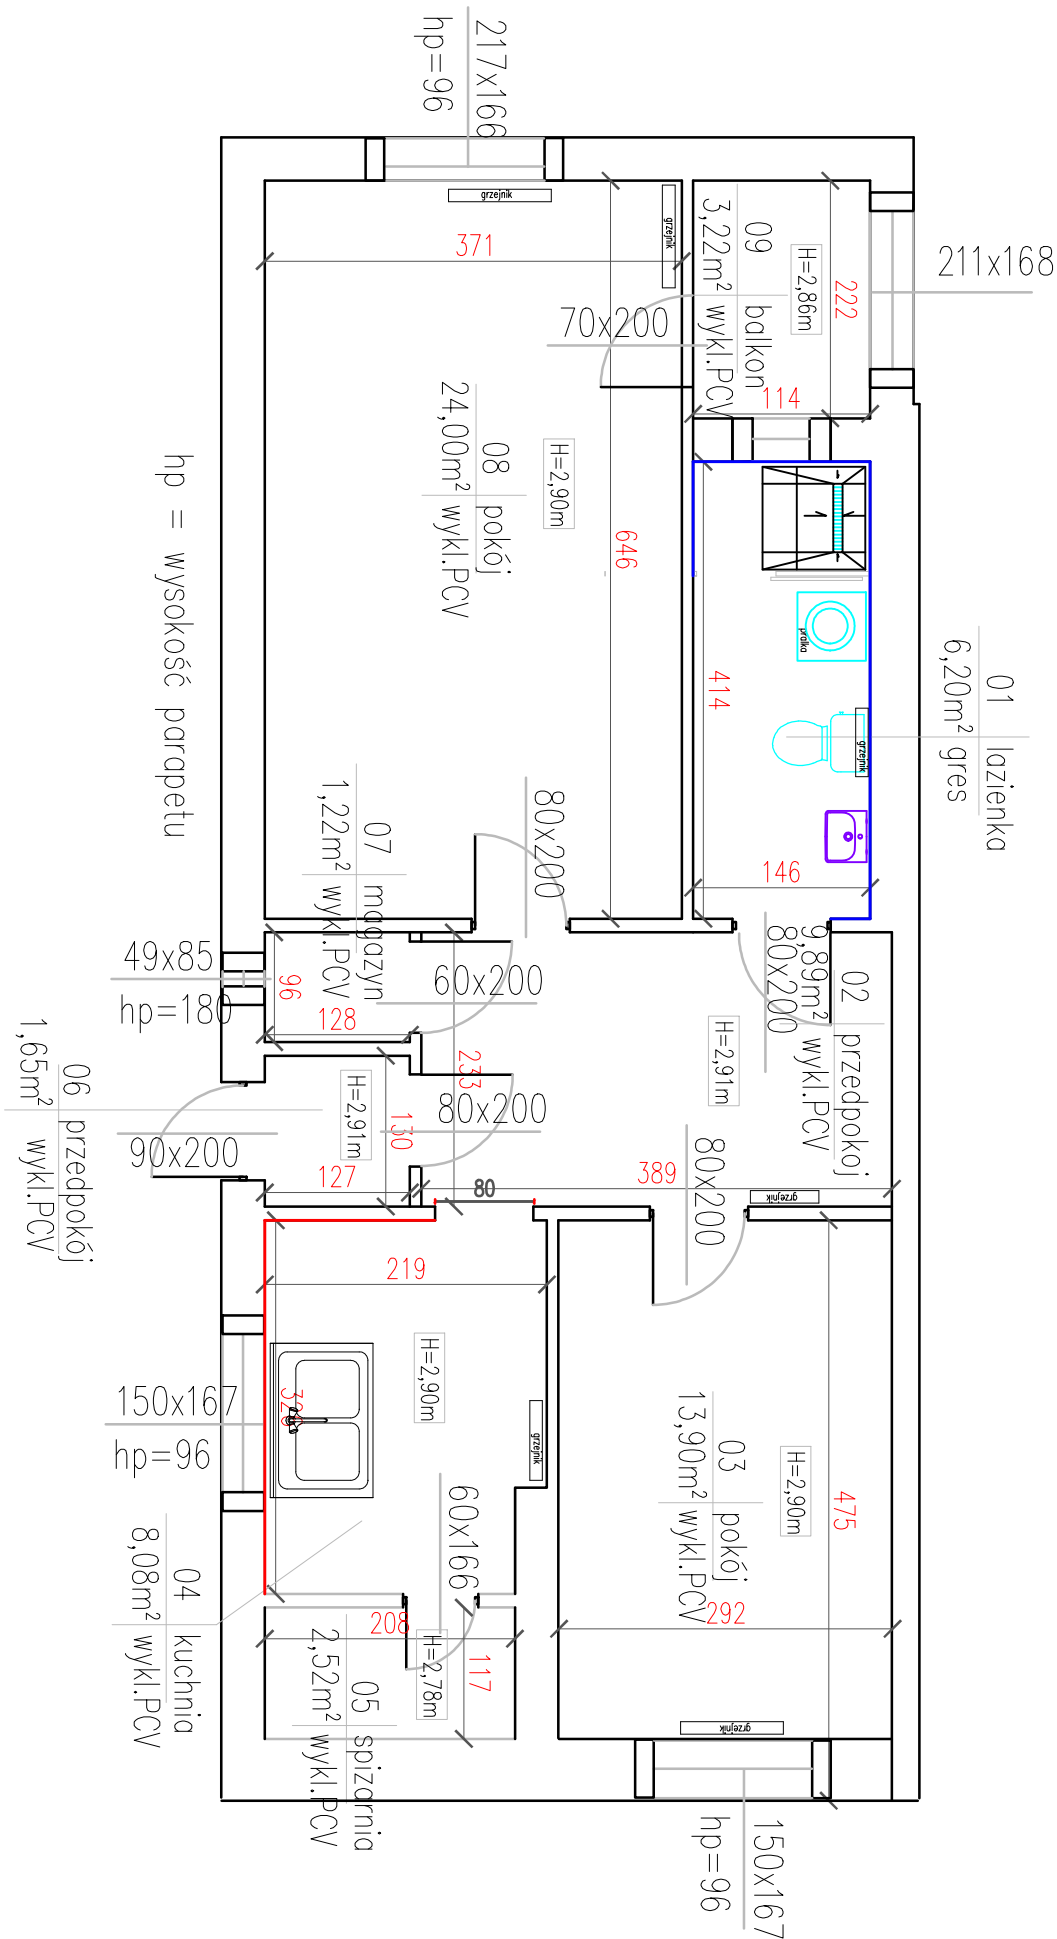 217x166
hp=96
grzejnik
grzejnik
371
09 balkon
3,22m² wykl.PCV
H=2,86m
222
211x168
70x200
114
08 pokój
24,00m² wykl.PCV
H=2,90m
646
hp = wysokość parapetu
pralka
414
grzejnik
01 lazienka
6,20m² gres
146
07 magazyn
1,22m² wykl.PCV
80x200
49x85
hp=180
96
128
60x200
02 przedpokoj
9,89m² wykl.PCV
80x200
H=2,91m
233
06 przedpokój
1,65m² wykl.PCV
90x200
H=2,91m
130
80x200
127
80
389
80x200
grzejnik
219
H=2,90m
150x167
hp=96
grzejnik
60x166
03 pokój
13,90m² wykl.PCV
H=2,90m
475
292
04 kuchnia
8,08m² wykl.PCV
208
H=2,78m
117
05 spizarnia
2,52m² wykl.PCV
grzejnik
150x167
hp=96